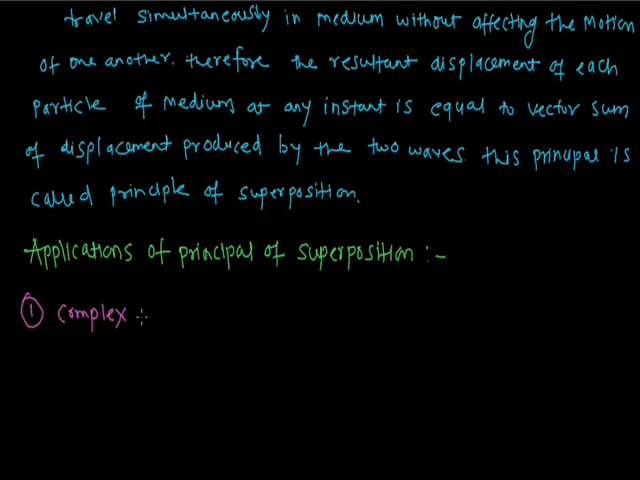 travel simultaneously in medium without affecting the motion
of one another. therefore the resultant displacement of each
particle of medium at any instant is equal to vector sum
of displacement produced by the two waves. this principal is
called principle of superposition.
Applications of principal of superposition :-
① complex